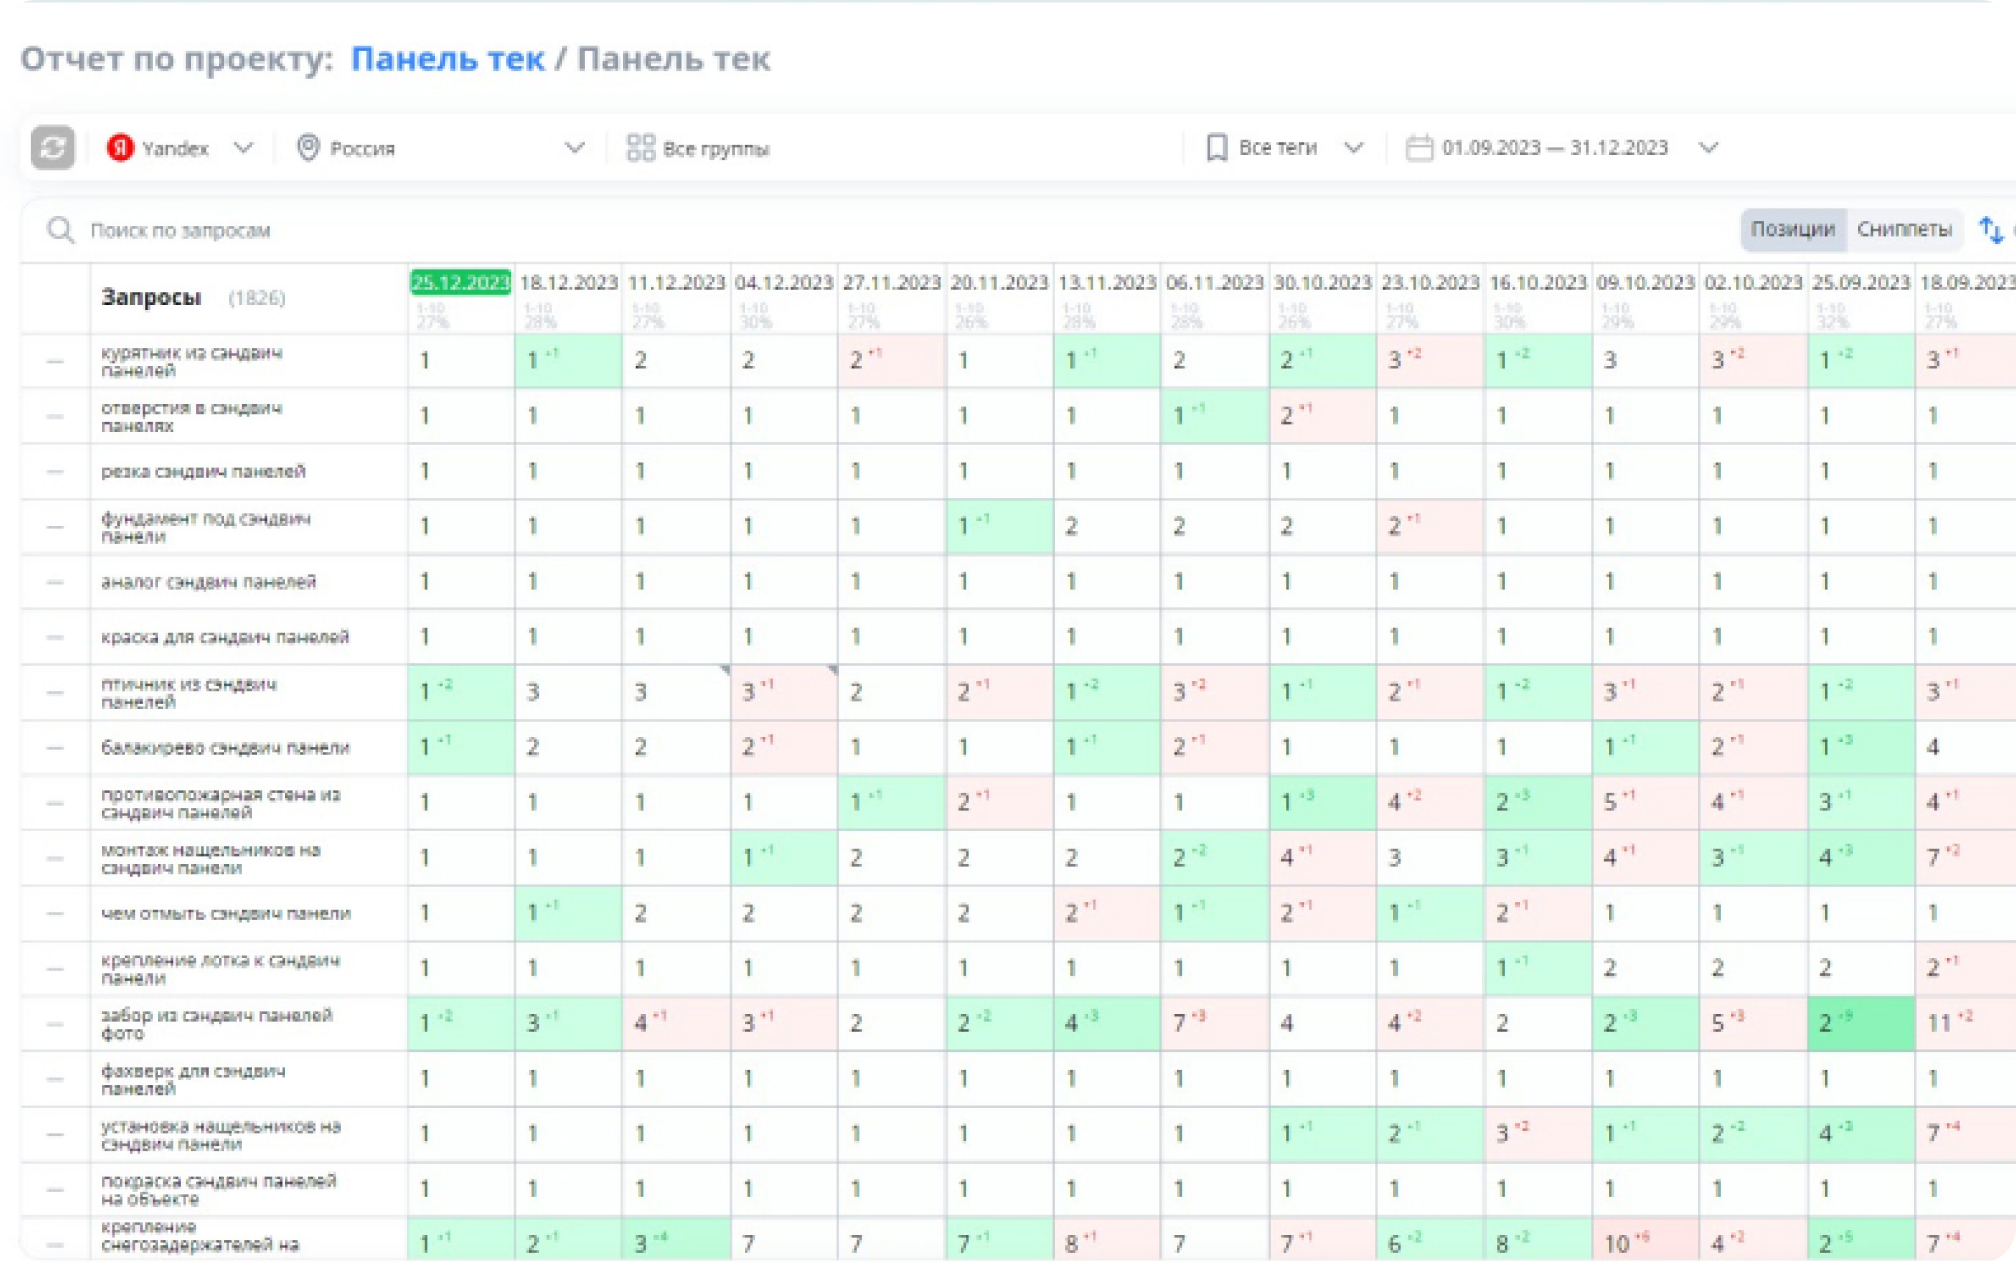 Отчет по проекту: Панель тек / Панель тек
Yandex Россия Все группы Все теги 01.09.2023 — 31.12.2023
Поиск по запросам Позиции Сниппеты
Запросы (1826) 25.12.2023 18.12.2023 11.12.2023 04.12.2023 27.11.2023 20.11.2023 13.11.2023 06.11.2023 30.10.2023 23.10.2023 16.10.2023 09.10.2023 02.10.2023 25.09.2023 18.09.2023
1-10 1-10 1-10 1-10 1-10 1-10 1-10 1-10 1-10 1-10 1-10 1-10 1-10 1-10 1-10
27% 28% 27% 30% 27% 26% 28% 28% 26% 27% 30% 29% 29% 32% 27%
курятник из сэндвич
панелей
1 1 -1 2 2 2 +1 1 1 -1 2 2 -1 3 +2 1 -2 3 3 +2 1 -2 3 +1
отверстия в сэндвич
панелях
1 1 1 1 1 1 1 1 -1 2 +1 1 1 1 1 1 1
резка сэндвич панелей 1 1 1 1 1 1 1 1 1 1 1 1 1 1 1
фундамент под сэндвич
панели
1 1 1 1 1 1 -1 2 2 2 2 +1 1 1 1 1 1
аналог сэндвич панелей 1 1 1 1 1 1 1 1 1 1 1 1 1 1 1
краска для сэндвич панелей 1 1 1 1 1 1 1 1 1 1 1 1 1 1 1
птичник из сэндвич
панелей
1 -2 3 3 3 +1 2 2 +1 1 -2 3 +2 1 -1 2 +1 1 -2 3 +1 2 +1 1 -2 3 +1
балакирево сэндвич панели 1 -1 2 2 2 +1 1 1 1 -1 2 +1 1 1 1 1 -1 2 +1 1 -3 4
противопожарная стена из
сэндвич панелей
1 1 1 1 1 -1 2 +1 1 1 1 -3 4 +2 2 -3 5 +1 4 +1 3 -1 4 +1
монтаж нащельников на
сэндвич панели
1 1 1 1 -1 2 2 2 2 -2 4 +1 3 3 -1 4 +1 3 -1 4 -3 7 +2
чем отмыть сэндвич панели 1 1 -1 2 2 2 2 2 +1 1 -1 2 +1 1 -1 2 +1 1 1 1 1
крепление лотка к сэндвич
панели
1 1 1 1 1 1 1 1 1 1 1 -1 2 2 2 2 +1
забор из сэндвич панелей
фото
1 -2 3 -1 4 +1 3 +1 2 2 -2 4 -3 7 +3 4 4 +2 2 2 -3 5 +3 2 -9 11 +2
фахверк для сэндвич
панелей
1 1 1 1 1 1 1 1 1 1 1 1 1 1 1
установка нащельников на
сэндвич панели
1 1 1 1 1 1 1 1 1 -1 2 -1 3 +2 1 -1 2 -2 4 -3 7 +4
покраска сэндвич панелей
на объекте
1 1 1 1 1 1 1 1 1 1 1 1 1 1 1
крепление
снегозадержателей на
1 -1 2 -1 3 -4 7 7 7 -1 8 +1 7 7 +1 6 -2 8 -2 10 +6 4 +2 2 -5 7 +4